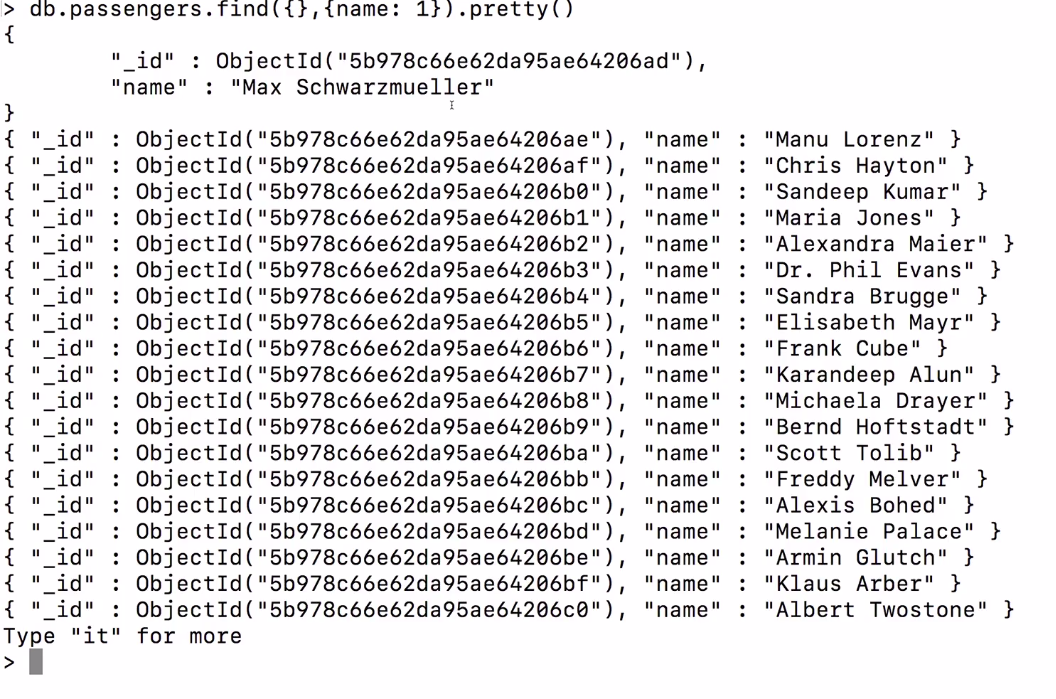 > db.passengers.find({},{name: 1}).pretty()
{
"_id" : ObjectId("5b978c66e62da95ae64206ad"),
"name" : "Max Schwarzmueller"
}
{ "_id" : ObjectId("5b978c66e62da95ae64206ae"), "name" : "Manu Lorenz" }
{ "_id" : ObjectId("5b978c66e62da95ae64206af"), "name" : "Chris Hayton" }
{ "_id" : ObjectId("5b978c66e62da95ae64206b0"), "name" : "Sandeep Kumar" }
{ "_id" : ObjectId("5b978c66e62da95ae64206b1"), "name" : "Maria Jones" }
{ "_id" : ObjectId("5b978c66e62da95ae64206b2"), "name" : "Alexandra Maier" }
{ "_id" : ObjectId("5b978c66e62da95ae64206b3"), "name" : "Dr. Phil Evans" }
{ "_id" : ObjectId("5b978c66e62da95ae64206b4"), "name" : "Sandra Brugge" }
{ "_id" : ObjectId("5b978c66e62da95ae64206b5"), "name" : "Elisabeth Mayr" }
{ "_id" : ObjectId("5b978c66e62da95ae64206b6"), "name" : "Frank Cube" }
{ "_id" : ObjectId("5b978c66e62da95ae64206b7"), "name" : "Karandeep Alun" }
{ "_id" : ObjectId("5b978c66e62da95ae64206b8"), "name" : "Michaela Drayer" }
{ "_id" : ObjectId("5b978c66e62da95ae64206b9"), "name" : "Bernd Hoftstadt" }
{ "_id" : ObjectId("5b978c66e62da95ae64206ba"), "name" : "Scott Tolib" }
{ "_id" : ObjectId("5b978c66e62da95ae64206bb"), "name" : "Freddy Melver" }
{ "_id" : ObjectId("5b978c66e62da95ae64206bc"), "name" : "Alexis Bohed" }
{ "_id" : ObjectId("5b978c66e62da95ae64206bd"), "name" : "Melanie Palace" }
{ "_id" : ObjectId("5b978c66e62da95ae64206be"), "name" : "Armin Glutch" }
{ "_id" : ObjectId("5b978c66e62da95ae64206bf"), "name" : "Klaus Arber" }
{ "_id" : ObjectId("5b978c66e62da95ae64206c0"), "name" : "Albert Twostone" }
Type "it" for more
>